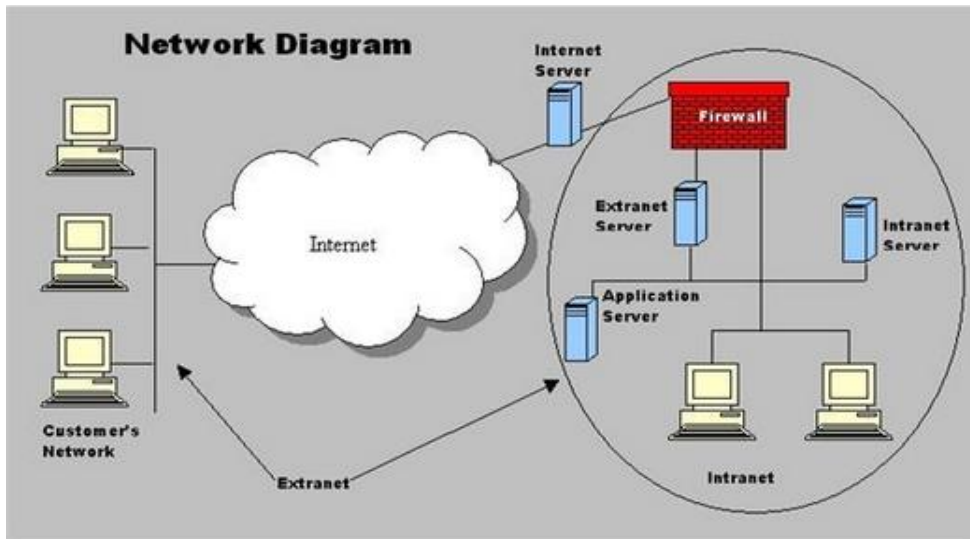 Network Diagram
Internet
Server
Firewall
Extranet
Server
Intranet
Server
Internet
Application
Server
Customer's
Network
Extranet
Intranet